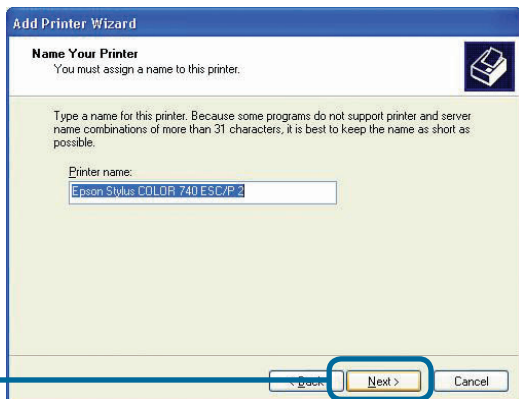 Add Printer Wizard
Name Your Printer
You must assign a name to this printer.
Type a name for this printer. Because some programs do not support printer and server
name combinations of more than 31 characters, it is best to keep the name as short as
possible.
Printer name:
Epson Stylus COLOR 740 ESC/P 2
< Back Next > Cancel